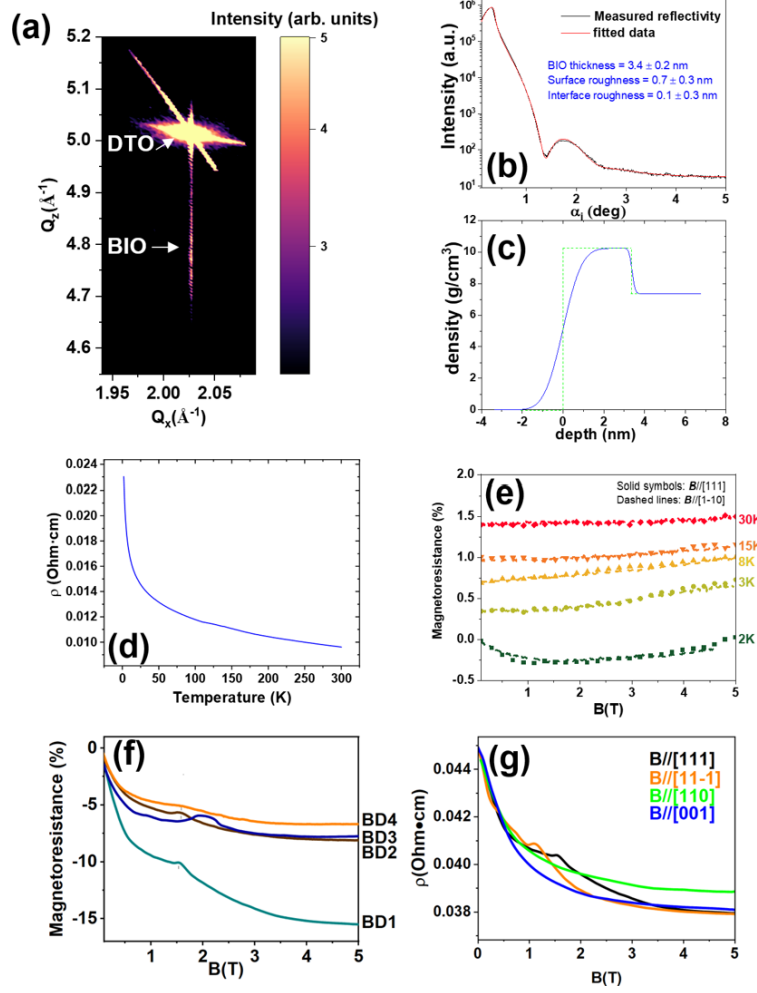 (a)
Intensity (arb. units)
5
4
3
5.2
5.1
5.0
4.9
4.8
4.7
4.6
DTO
BIO
Q_z(Å⁻¹)
1.95 2.00 2.05
Q_x(Å⁻¹)
Intensity (a.u.)
10⁶
10⁵
10⁴
10³
10²
10¹
Measured reflectivity
fitted data
BIO thickness = 3.4 ± 0.2 nm
Surface roughness = 0.7 ± 0.3 nm
Interface roughness = 0.1 ± 0.3 nm
(b)
1 2 3 4 5
α_i (deg)
density (g/cm³)
14
12
10
8
6
4
2
0
(c)
-4 -2 0 2 4 6 8
depth (nm)
ρ (Ohm·cm)
0.024
0.022
0.020
0.018
0.016
0.014
0.012
0.010
(d)
0 50 100 150 200 250 300
Temperature (K)
Magnetoresistance (%)
2.0
1.5
1.0
0.5
0.0
-0.5
(e)
Solid symbols: B//[111]
Dashed lines: B//[1-10]
30K
15K
8K
3K
2K
1 2 3 4 5
B(T)
Magnetoresistance (%)
0
-5
-10
-15
(f)
BD4
BD3
BD2
BD1
1 2 3 4 5
B(T)
ρ(Ohm•cm)
0.044
0.042
0.040
0.038
(g)
B//[111]
B//[11-1]
B//[110]
B//[001]
0 1 2 3 4 5
B(T)